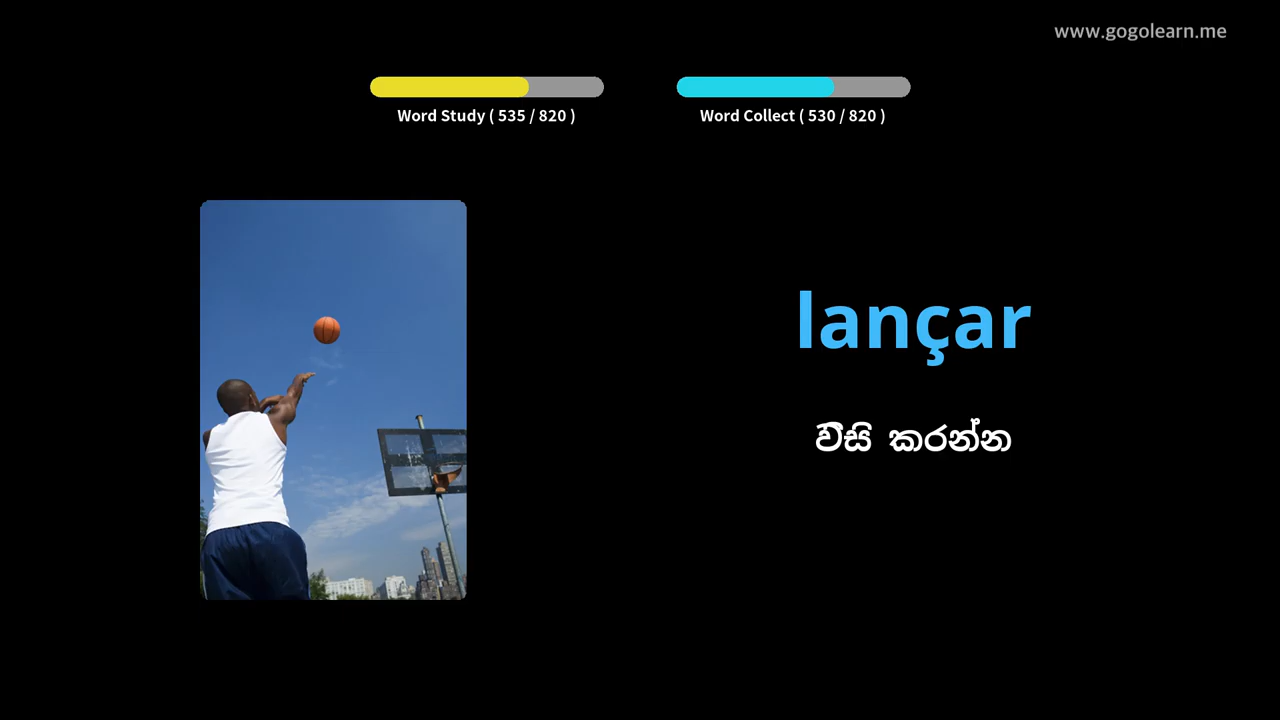 www.gogolearn.me
Word Study ( 535 / 820 )
Word Collect ( 530 / 820 )
lançar
වීසි කරන්න